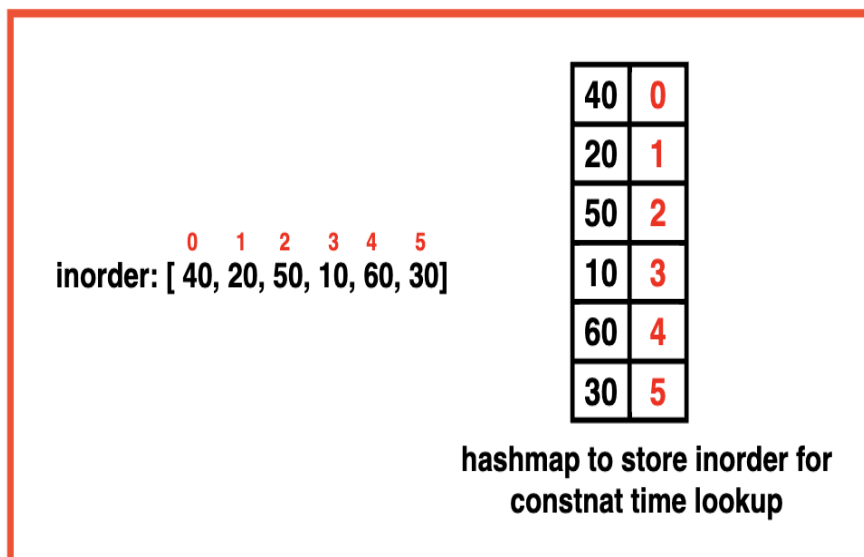 40 0
20 1
50 2
10 3
60 4
30 5
0 1 2 3 4 5
inorder: [ 40, 20, 50, 10, 60, 30]
hashmap to store inorder for
constnat time lookup